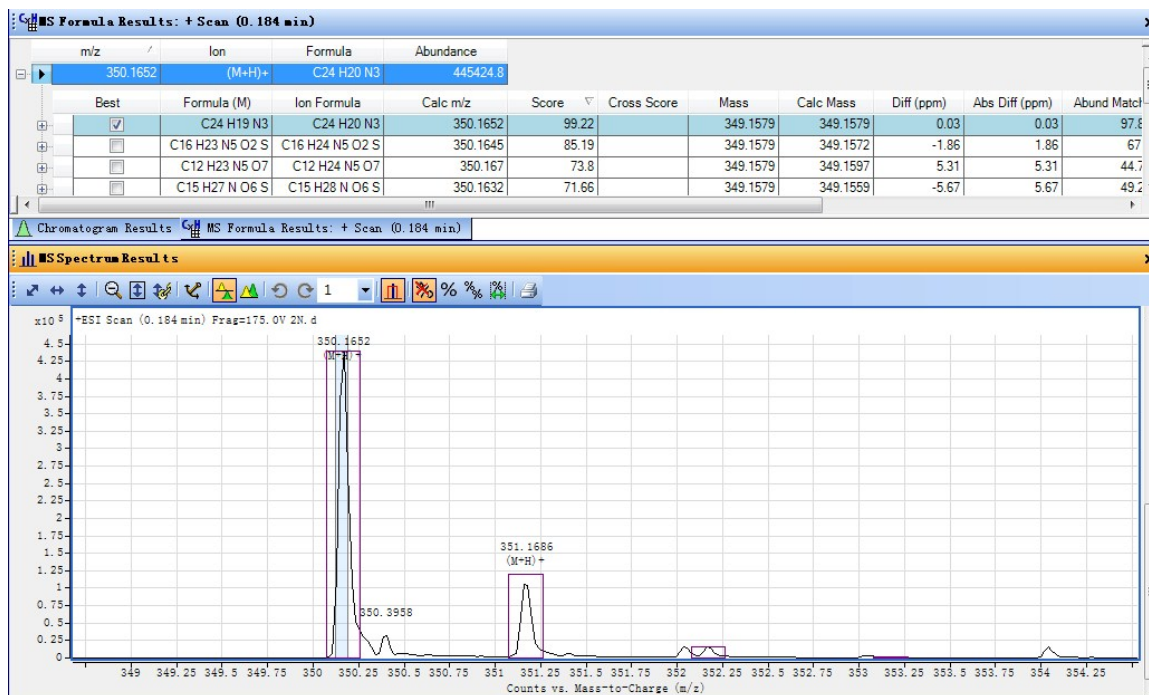 MS Formula Results: + Scan (0.184 min)
m/z Ion Formula Abundance
350.1652 (M+H)+ C24 H20 N3 445424.8
Best Formula (M) Ion Formula Calc m/z Score Cross Score Mass Calc Mass Diff (ppm) Abs Diff (ppm) Abund Match
C24 H19 N3 C24 H20 N3 350.1652 99.22 349.1579 349.1579 0.03 0.03 97.8
C16 H23 N5 O2 S C16 H24 N5 O2 S 350.1645 85.19 349.1579 349.1572 -1.86 1.86 67
C12 H23 N5 O7 C12 H24 N5 O7 350.167 73.8 349.1579 349.1597 5.31 5.31 44.7
C15 H27 N O6 S C15 H28 N O6 S 350.1632 71.66 349.1579 349.1559 -5.67 5.67 49.2
Chromatogram Results MS Formula Results: + Scan (0.184 min)
MS Spectrum Results
1 % %
x10 5 +ESI Scan (0.184 min) Frag=175.0V 2N.d
350.1652
(M+H)+
4.5
4.25
4
3.75
3.5
3.25
3
2.75
2.5
2.25
2
1.75
1.5
1.25
1
0.75
0.5
0.25
0
351.1686
(M+H)+
350.3958
349 349.25 349.5 349.75 350 350.25 350.5 350.75 351 351.25 351.5 351.75 352 352.25 352.5 352.75 353 353.25 353.5 353.75 354 354.25
Counts vs. Mass-to-Charge (m/z)